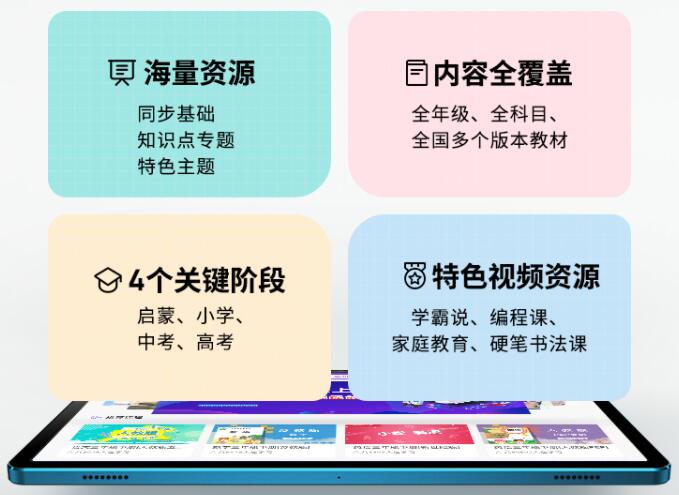 海量资源
同步基础
知识点专题
特色主题
内容全覆盖
全年级、全科目、
全国多个版本教材
4个关键阶段
启蒙、小学、
中考、高考
特色视频资源
学霸说、编程课、
家庭教育、硬笔书法课